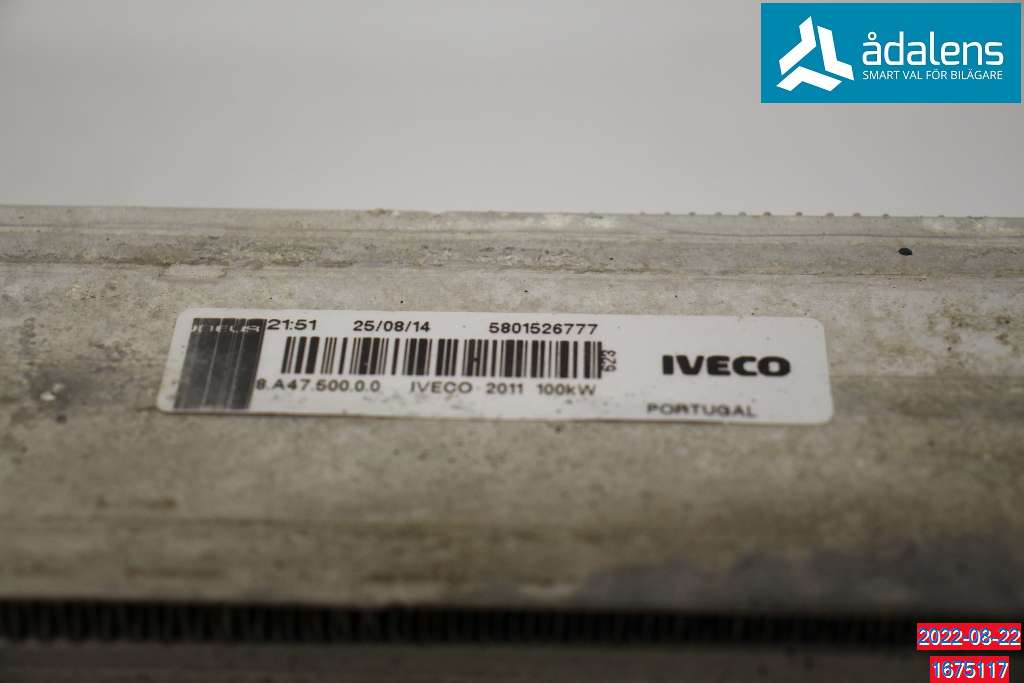 ådalens
SMART VAL FÖR BILÄGARE
21:51 25/08/14 5801526777
623
IVECO
8.A47.500.0.0 IVECO 2011 100kW
PORTUGAL
2022-08-22
1675117